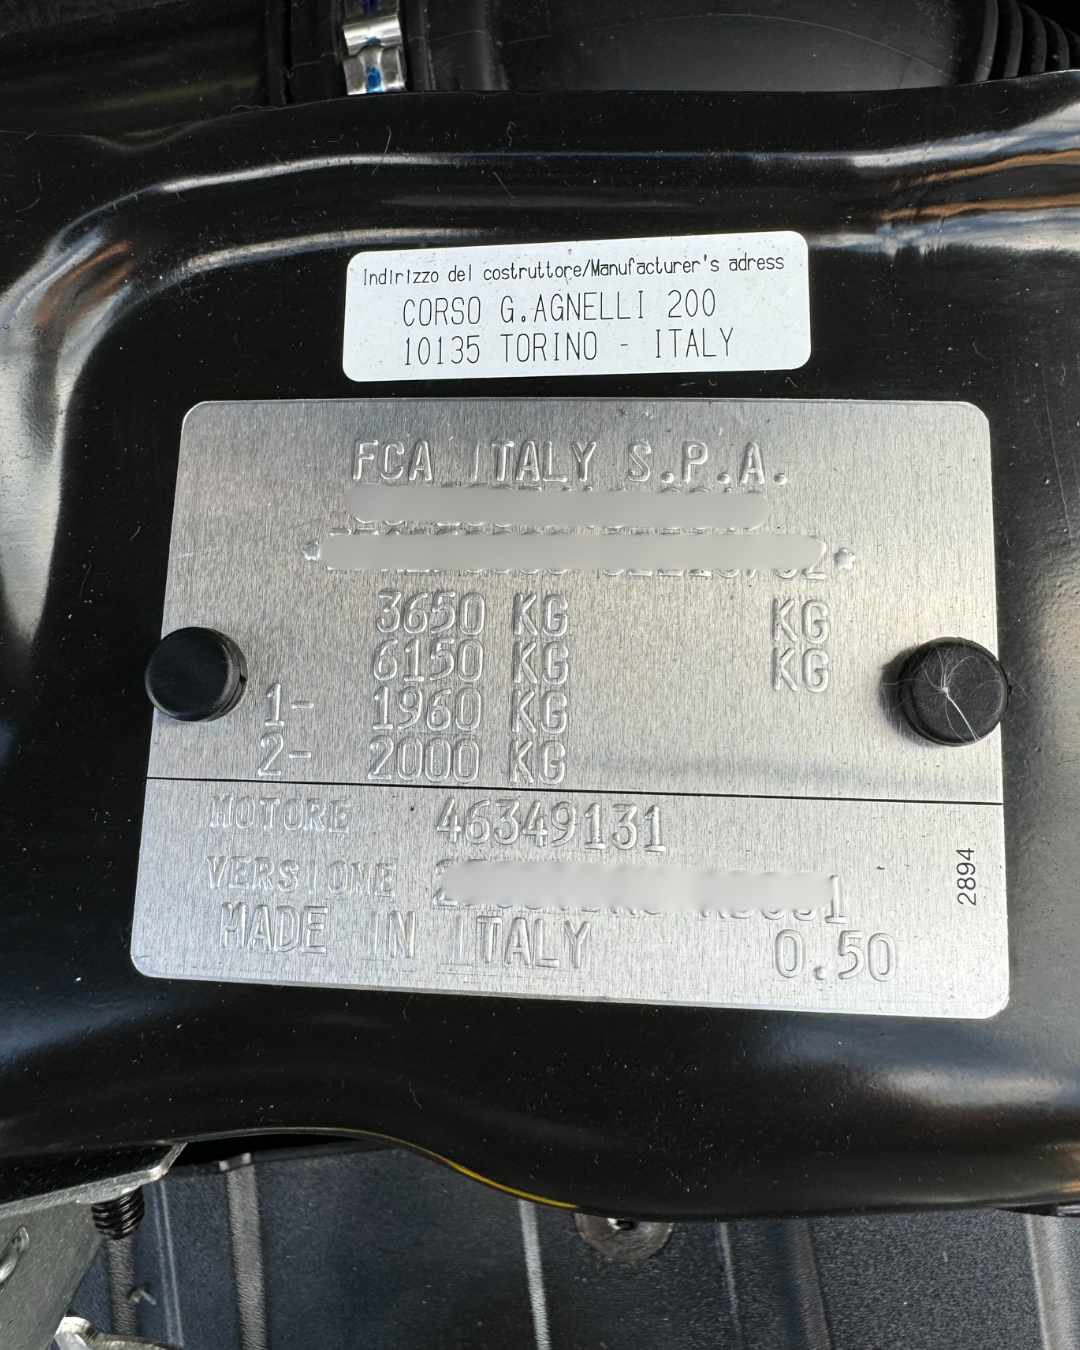 Indirizzo del costruttore/Manufacturer's adress
CORSO G.AGNELLI 200
10135 TORINO - ITALY
FCA ITALY S.P.A.
3650 KG KG
6150 KG KG
1- 1960 KG
2- 2000 KG
MOTORE 46349131
VERSIONE
MADE IN ITALY 0.50
2894